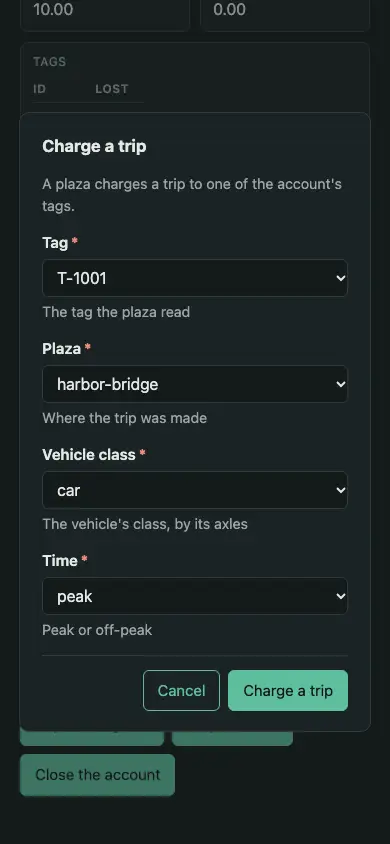 10.00
0.00
TAGS
ID LOST
Charge a trip
A plaza charges a trip to one of the account's
tags.
Tag *
T-1001
The tag the plaza read
Plaza *
harbor-bridge
Where the trip was made
Vehicle class *
car
The vehicle's class, by its axles
Time *
peak
Peak or off-peak
Cancel
Charge a trip
Close the account